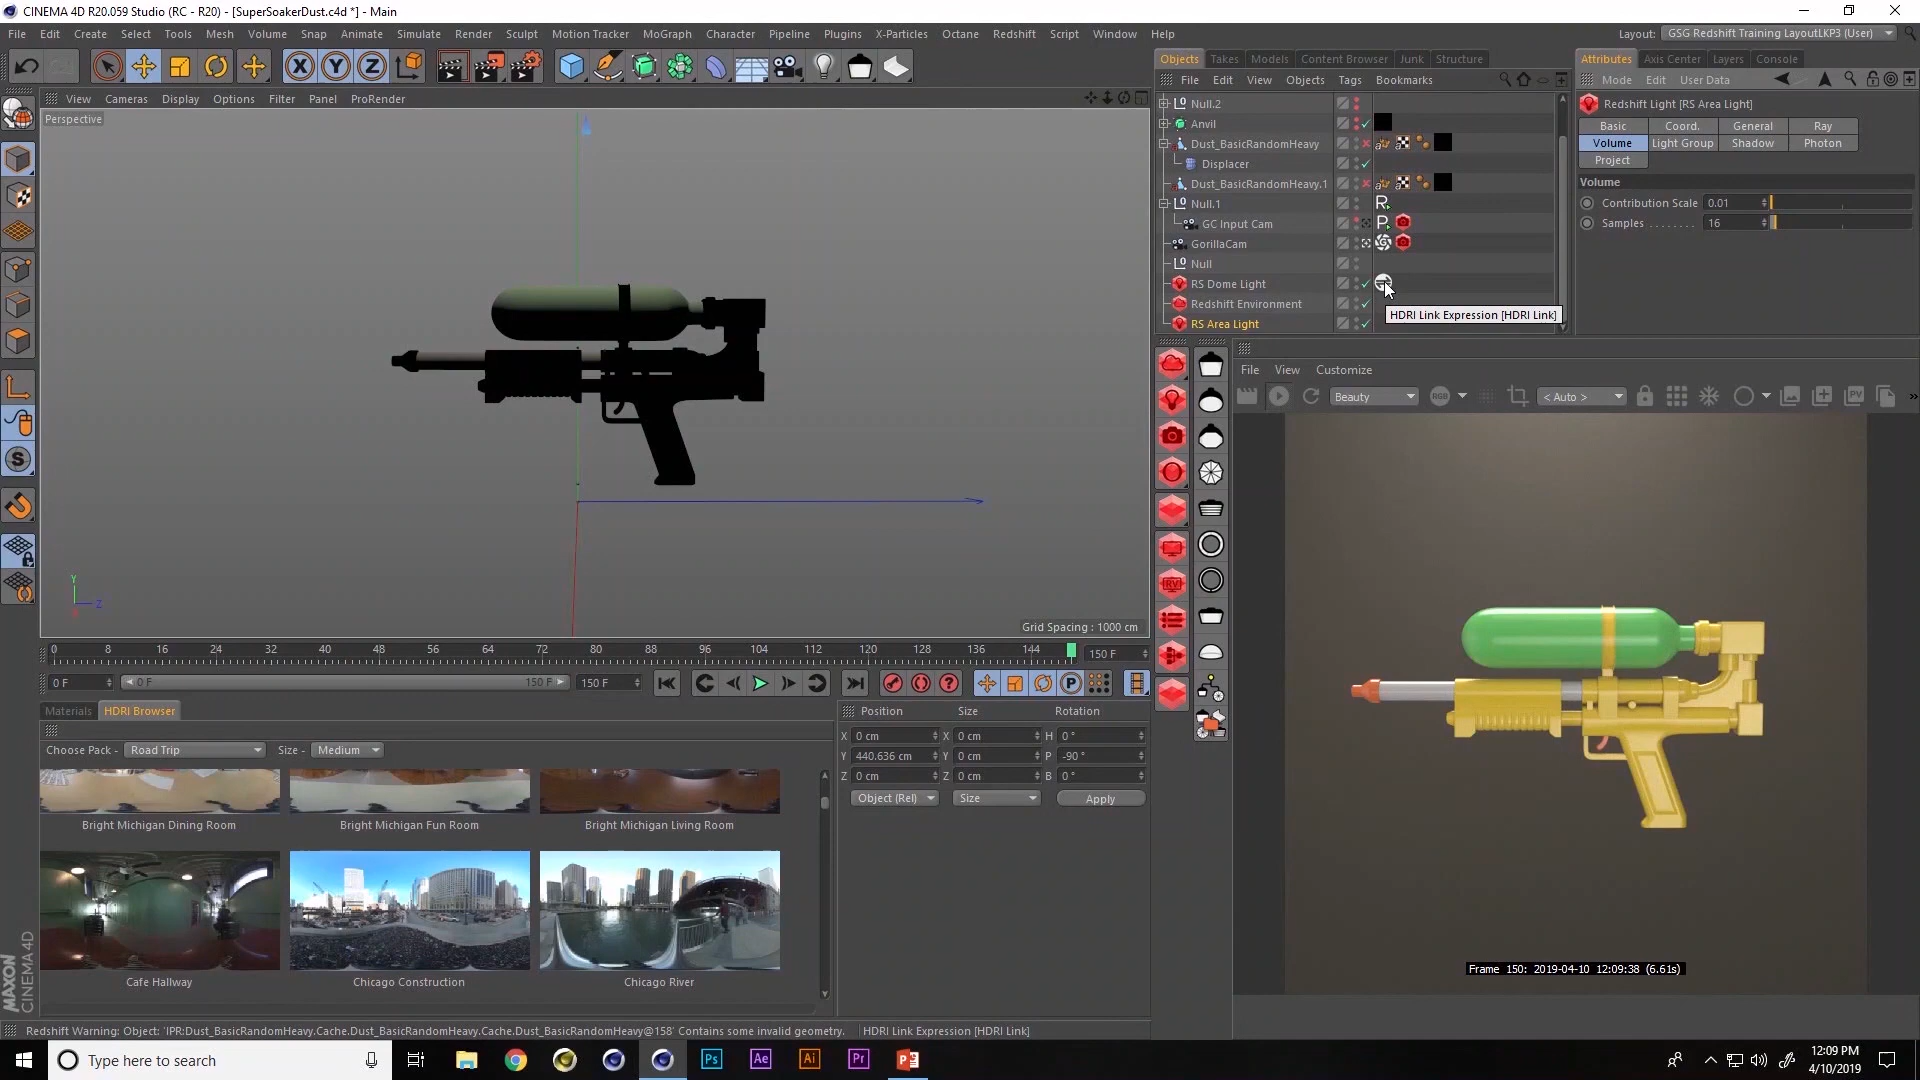 CINEMA 4D R20.059 Studio (RC - R20) - [SuperSoakerDust.c4d *] - Main
File Edit Create Select Tools Mesh Volume Snap Animate Simulate Render Sculpt Motion Tracker MoGraph Character Pipeline Plugins X-Particles Octane Redshift Script Window Help
Layout: GSG Redshift Training LayoutLKP3 (User)
X Y Z
Objects Takes Models Content Browser Junk Structure
Attributes Axis Center Layers Console
File Edit View Objects Tags Bookmarks
Mode Edit User Data
View Cameras Display Options Filter Panel ProRender
Perspective
Null.2
Anvil
Dust_BasicRandomHeavy
Displacer
Dust_BasicRandomHeavy.1
Null.1
GC Input Cam
GorillaCam
Null
RS Dome Light
Redshift Environment
RS Area Light
HDRI Link Expression [HDRI Link]
Redshift Light [RS Area Light]
Basic Coord. General Ray
Volume Light Group Shadow Photon
Project
Volume
Contribution Scale 0.01
Samples . . . . . . . . 16
File View Customize
Beauty RGB < Auto > PV
RV
Y
Z
Grid Spacing : 1000 cm
0 8 16 24 32 40 48 56 64 72 80 88 96 104 112 120 128 136 144
150 F
0 F 0 F 150 F 150 F
P
Materials HDRI Browser
Choose Pack - Road Trip Size - Medium
Bright Michigan Dining Room
Bright Michigan Fun Room
Bright Michigan Living Room
Cafe Hallway
Chicago Construction
Chicago River
Position Size Rotation
X 0 cm X 0 cm H 0 °
Y 440.636 cm Y 0 cm P -90 °
Z 0 cm Z 0 cm B 0 °
Object (Rel) Size Apply
Frame 150: 2019-04-10 12:09:38 (6.61s)
MAXON CINEMA 4D
Redshift Warning: Object: 'IPR:Dust_BasicRandomHeavy.Cache.Dust_BasicRandomHeavy.Cache.Dust_BasicRandomHeavy@158' Contains some invalid geometry.
HDRI Link Expression [HDRI Link]
Type here to search
Ps Ae Ai Pr
12:09 PM
4/10/2019